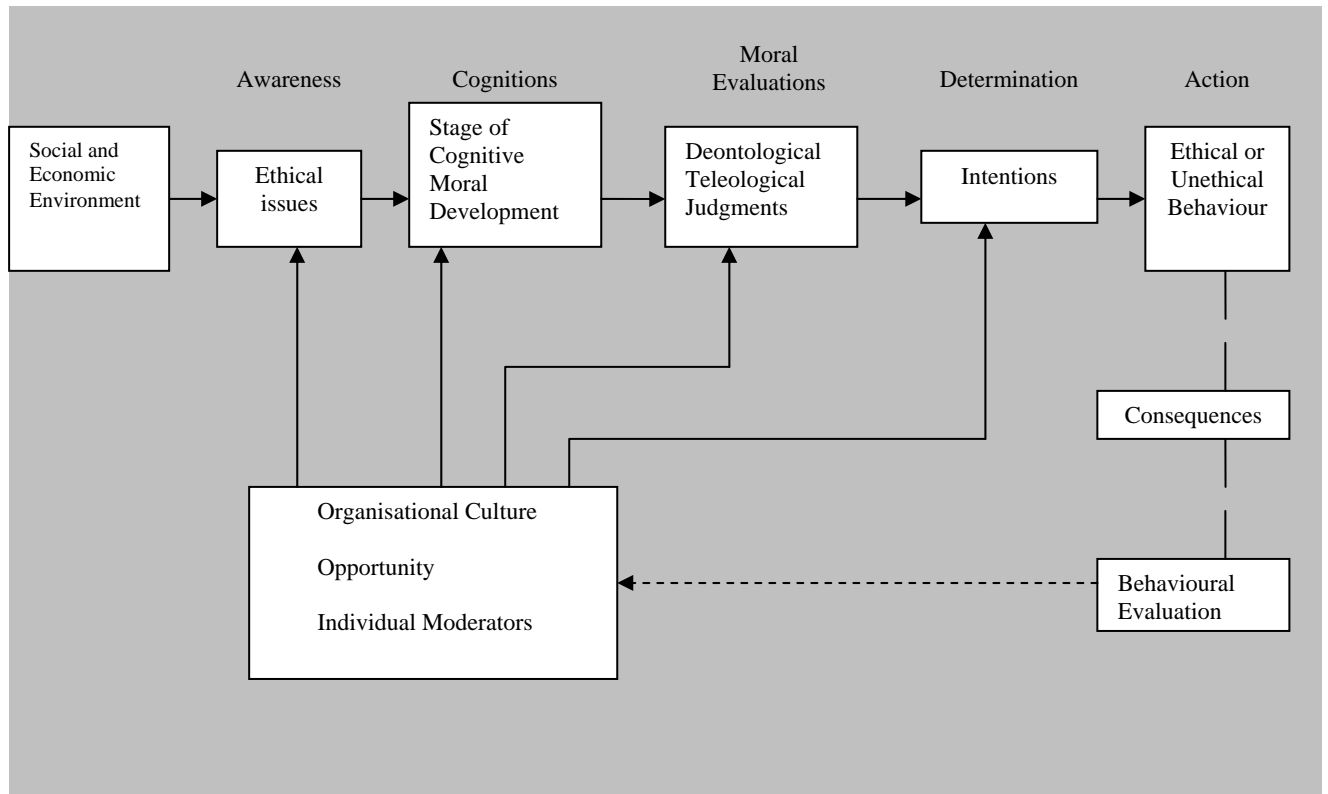 Awareness
Cognitions
Moral
Evaluations
Determination
Action
Social and
Economic
Environment
Ethical
issues
Stage of
Cognitive
Moral
Development
Deontological
Teleological
Judgments
Intentions
Ethical or
Unethical
Behaviour
Consequences
Organisational Culture
Opportunity
Individual Moderators
Behavioural
Evaluation